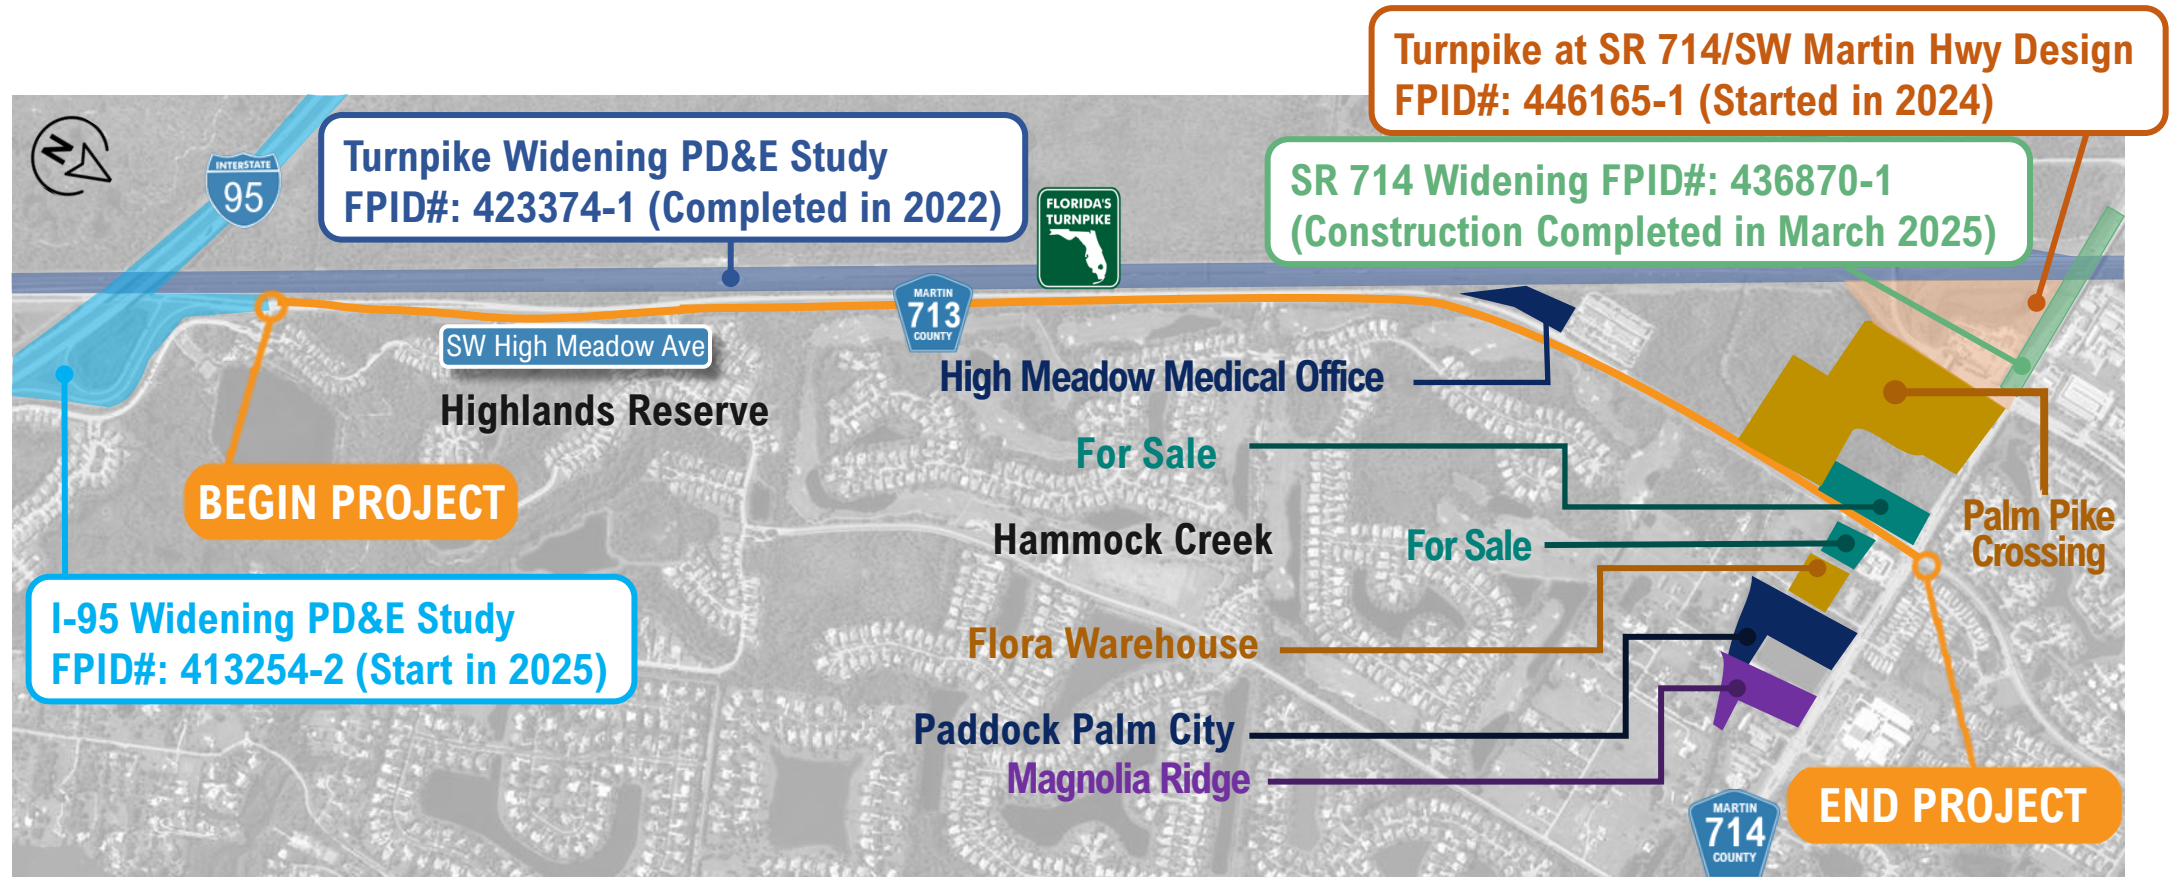 Turnpike at SR 714/SW Martin Hwy Design
FPID#: 446165-1 (Started in 2024)
Turnpike Widening PD&E Study
FPID#: 423374-1 (Completed in 2022)
SR 714 Widening FPID#: 436870-1
(Construction Completed in March 2025)
N
INTERSTATE
95
FLORIDA'S
TURNPIKE
MARTIN
713
COUNTY
SW High Meadow Ave
High Meadow Medical Office
Highlands Reserve
For Sale
BEGIN PROJECT
Palm Pike
Crossing
Hammock Creek
For Sale
I-95 Widening PD&E Study
FPID#: 413254-2 (Start in 2025)
Flora Warehouse
Paddock Palm City
Magnolia Ridge
END PROJECT
MARTIN
714
COUNTY